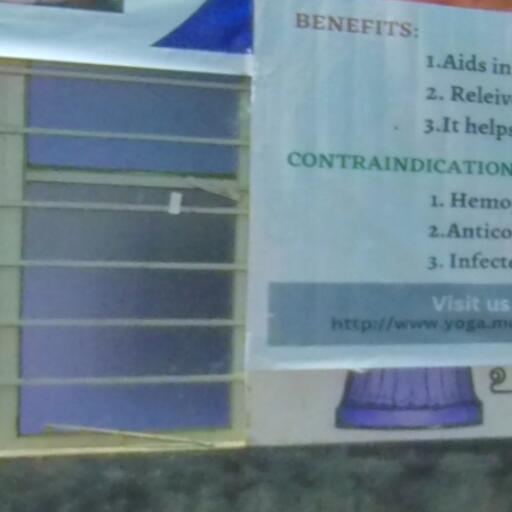 BENEFITS:
1.Aids in
2. Releiv
3.It helps
CONTRAINDICATION
1. Hemo
2.Antico
3. Infecte
Visit us
http://www.yoga.m